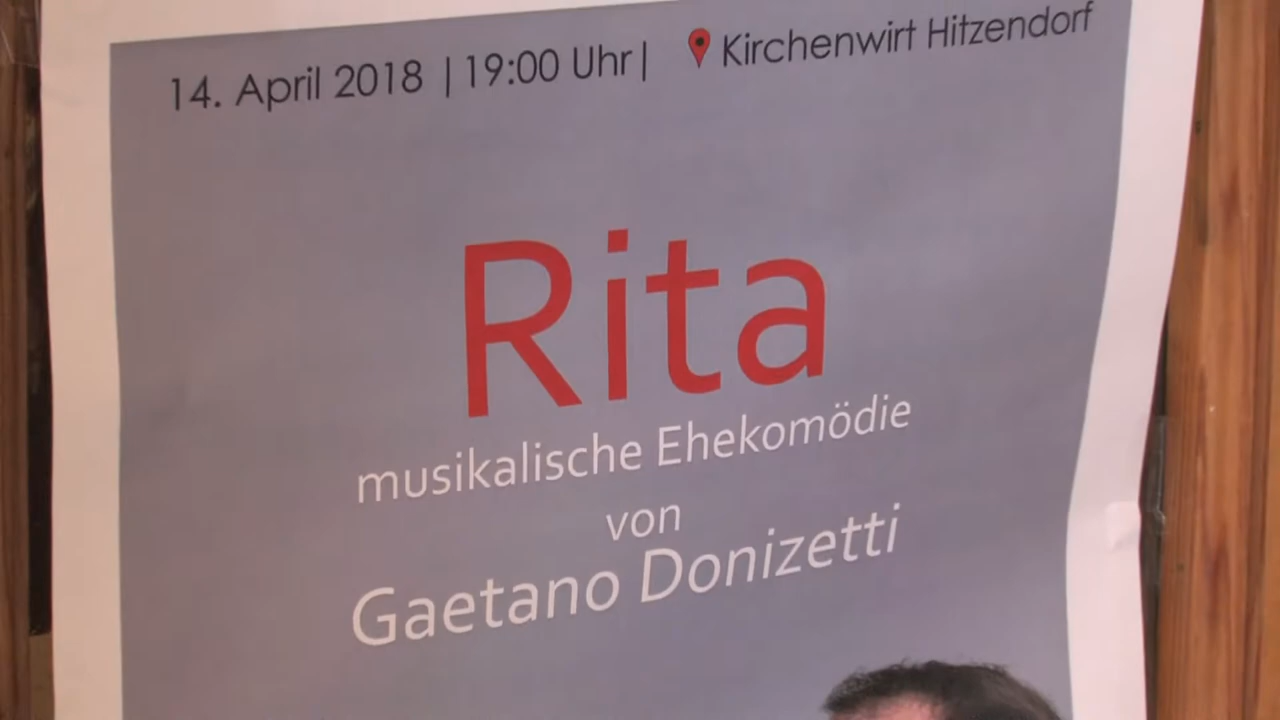 14. April 2018 | 19:00 Uhr | Kirchenwirt Hitzendorf
Rita
musikalische Ehekomödie
von
Gaetano Donizetti